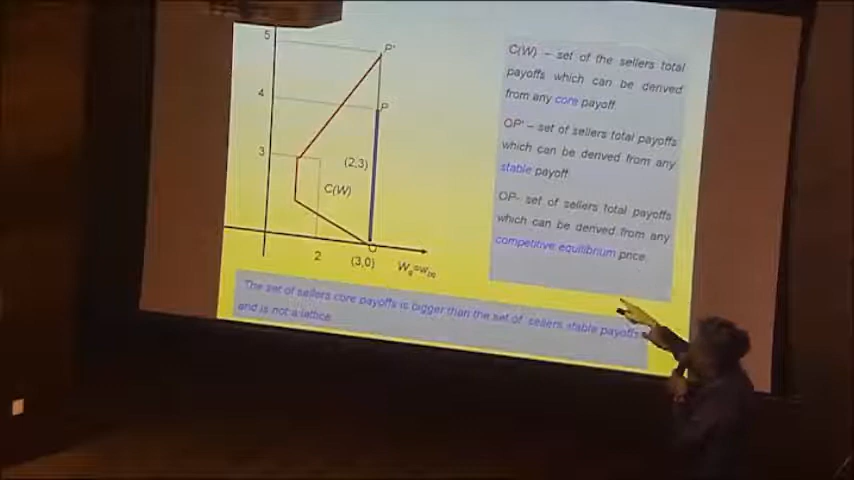 5
P'
4
P
3
(2,3)
C(W)
O
2
(3,0)
C(W) – set of the sellers total
payoffs which can be derived
from any core payoff.
OP' – set of sellers total payoffs
which can be derived from any
stable payoff.
OP- set of sellers total payoffs
which can be derived from any
competitive equilibrium price.
The set of sellers core payoffs is bigger than the set of sellers stable payoffs
and is not a lattice.